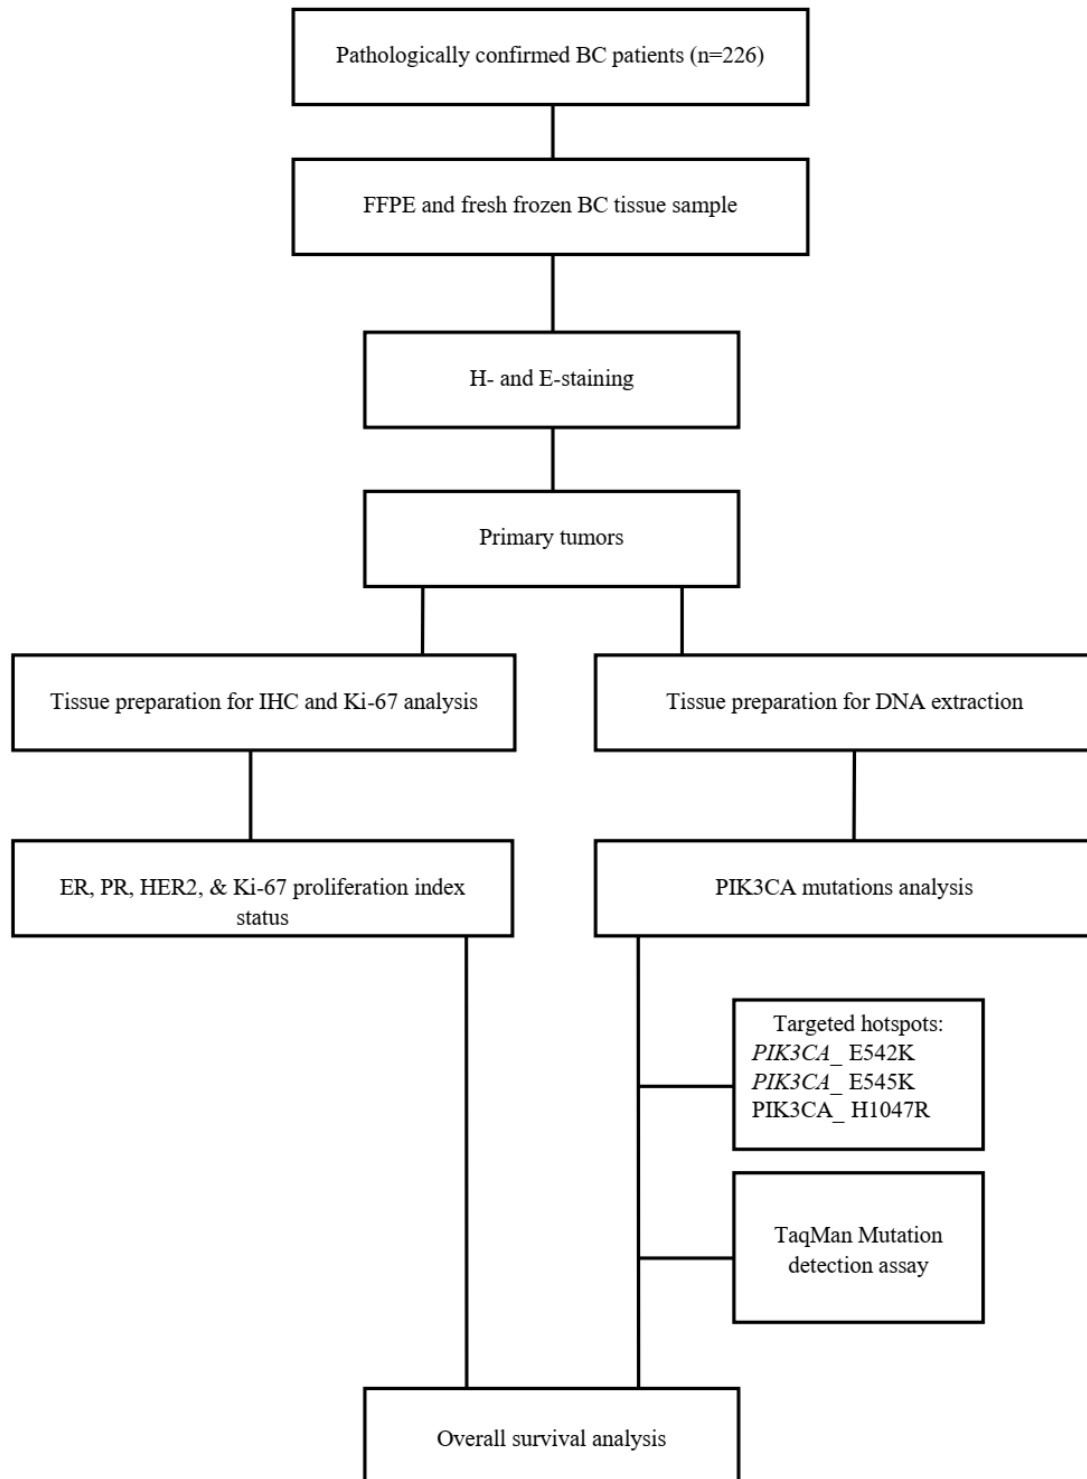 Pathologically confirmed BC patients (n=226)
FFPE and fresh frozen BC tissue sample
H- and E-staining
Primary tumors
Tissue preparation for IHC and Ki-67 analysis
Tissue preparation for DNA extraction
ER, PR, HER2, & Ki-67 proliferation index
status
PIK3CA mutations analysis
Targeted hotspots:
PIK3CA_ E542K
PIK3CA_ E545K
PIK3CA_ H1047R
TaqMan Mutation
detection assay
Overall survival analysis